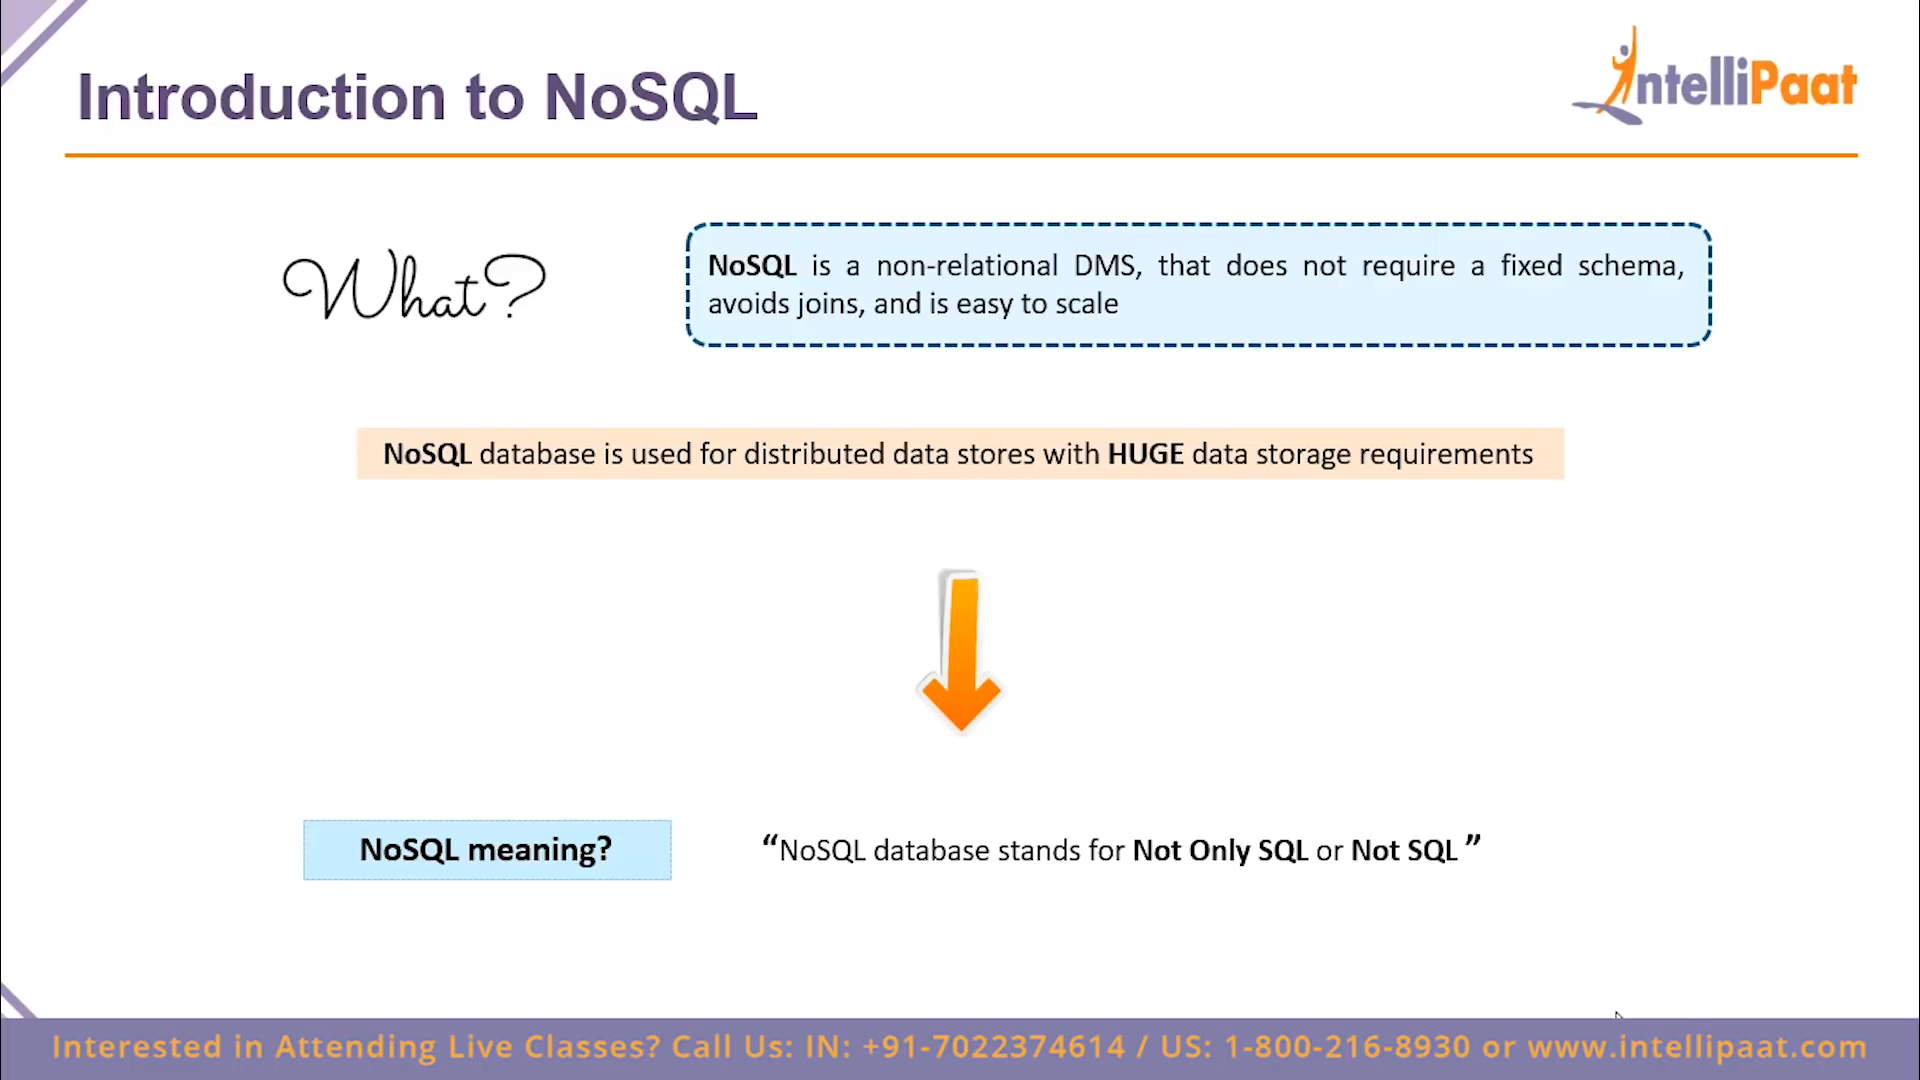 Introduction to NoSQL
IntelliPaat
What?
NoSQL is a non-relational DMS, that does not require a fixed schema,
avoids joins, and is easy to scale
NoSQL database is used for distributed data stores with HUGE data storage requirements
NoSQL meaning?
“NoSQL database stands for Not Only SQL or Not SQL ”
Interested in Attending Live Classes? Call Us: IN: +91-7022374614 / US: 1-800-216-8930 or www.intellipaat.com